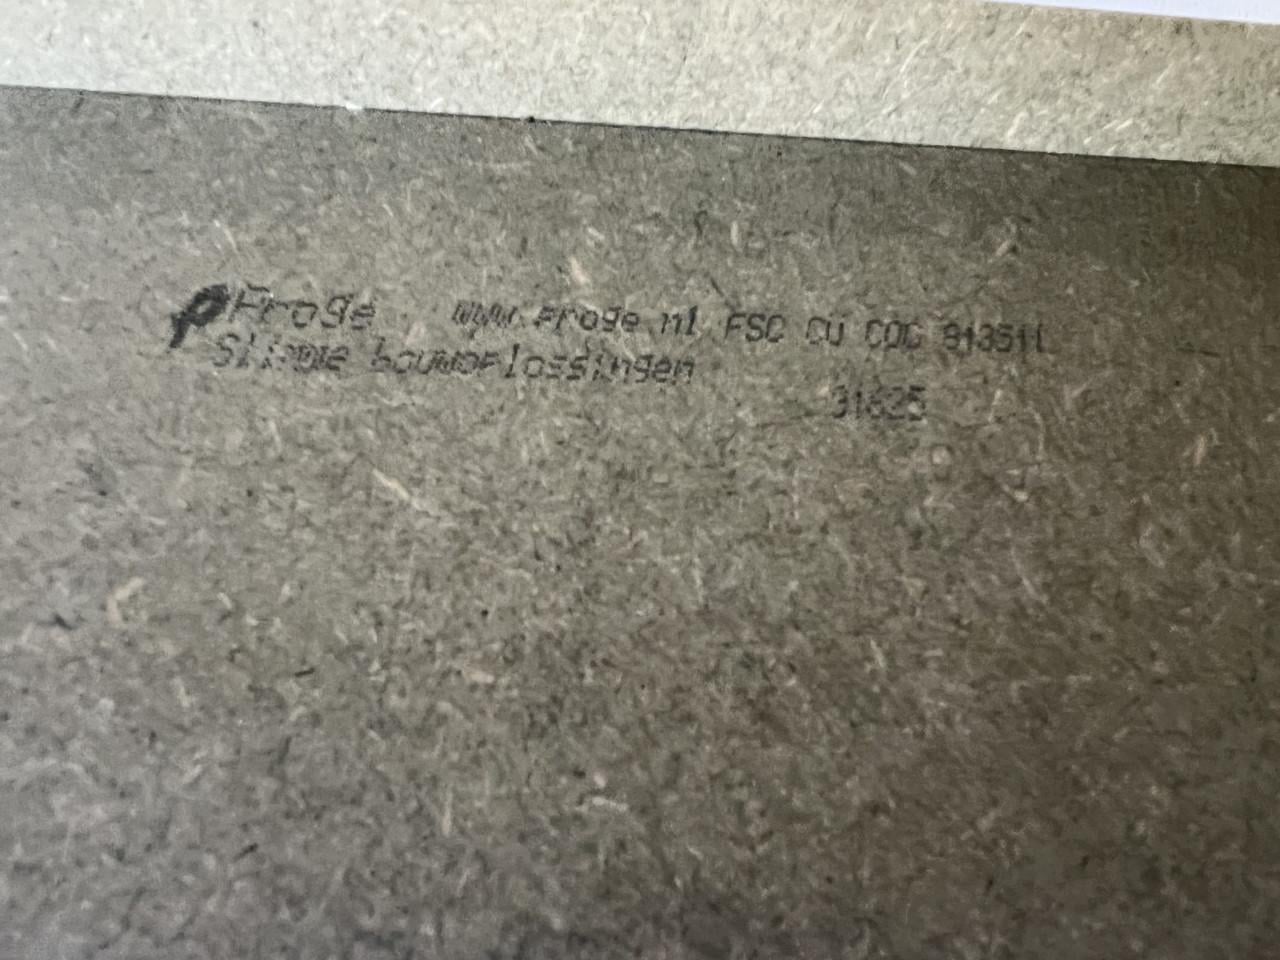 Froge www.froge.nl FSC CU COC 813511
Slimme bouwoplossingen
31625